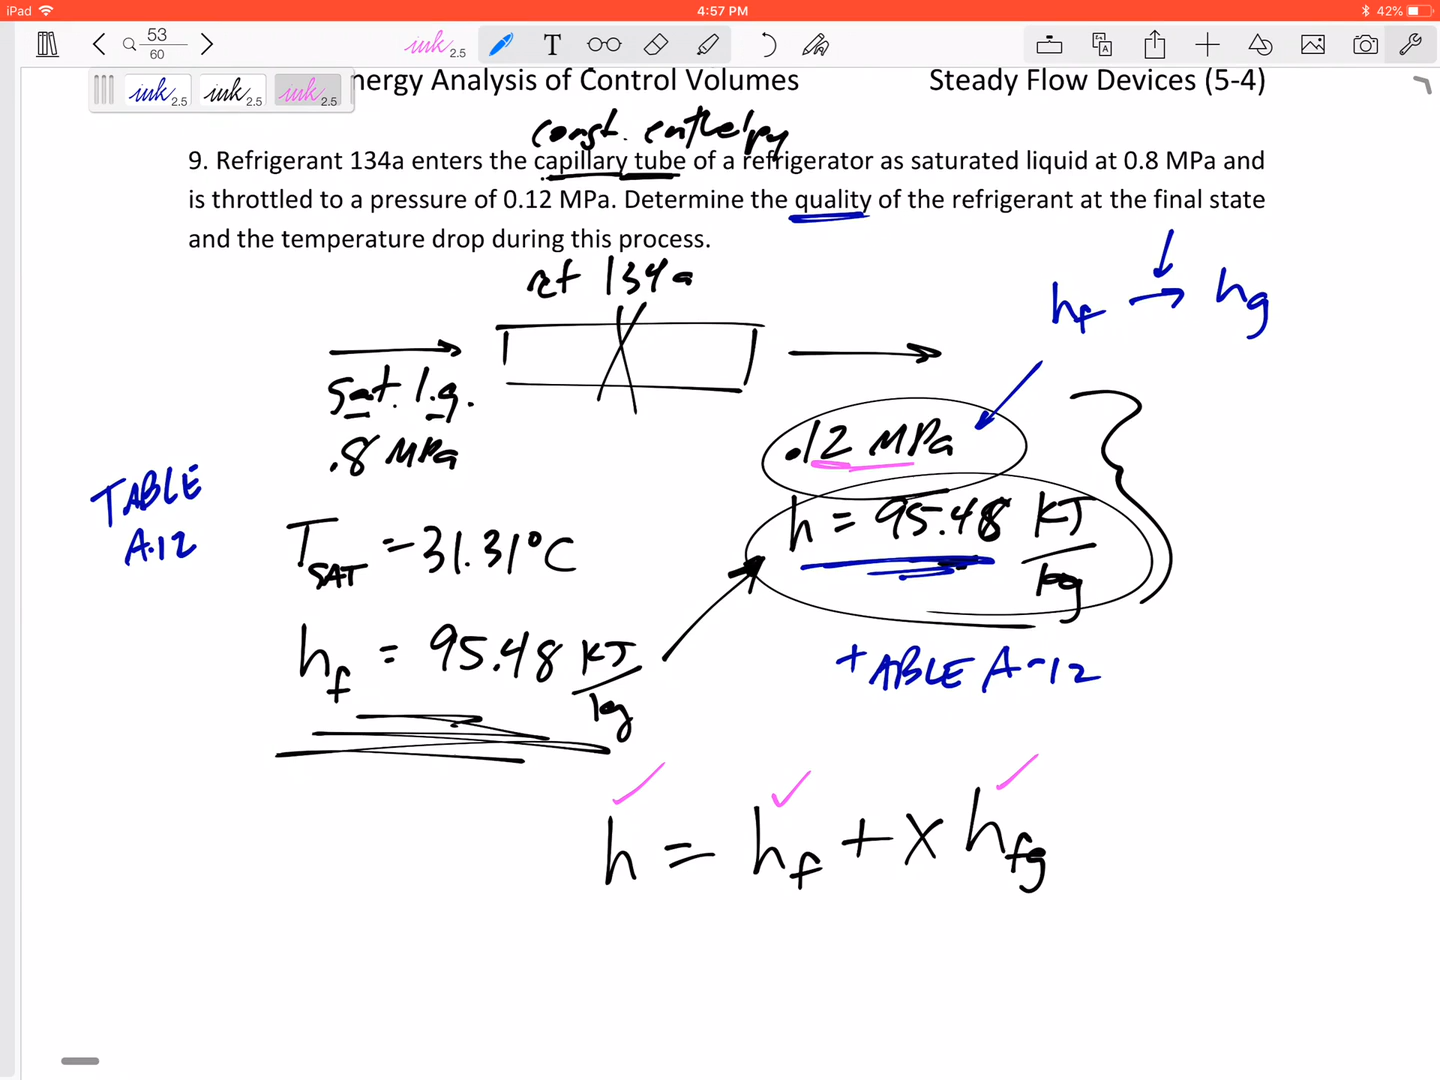 iPad 4:57 PM 42%
53
60
ink 2.5 T
ink 2.5 ink 2.5 ink 2.5
nergy Analysis of Control Volumes Steady Flow Devices (5-4)
const. enthelpy
9. Refrigerant 134a enters the capillary tube of a refrigerator as saturated liquid at 0.8 MPa and
is throttled to a pressure of 0.12 MPa. Determine the quality of the refrigerant at the final state
and the temperature drop during this process.
134a
hf → hg
sat. liq.
.8 MPa
.12 MPa
TABLE
A-12
h = 95.48 KJ
kg
TSAT = 31.31°C
hf = 95.48 KJ
kg
TABLE A-12
h = hf + x hfg